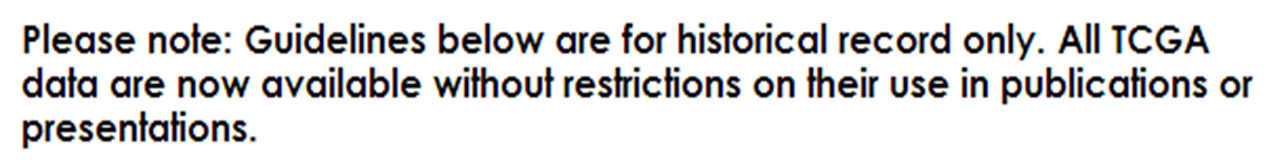 Please note: Guidelines below are for historical record only. All TCGA
data are now available without restrictions on their use in publications or
presentations.